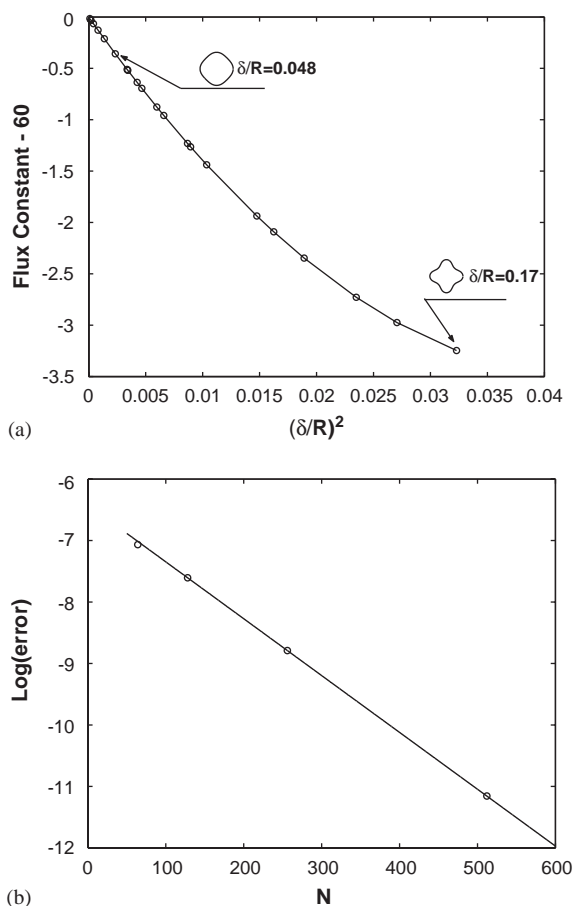 0
-0.5
-1
-1.5
-2
-2.5
-3
-3.5
Flux Constant - 60
δ/R=0.048
δ/R=0.17
0 0.005 0.01 0.015 0.02 0.025 0.03 0.035 0.04
(a) (δ/R)²
-6
-7
-8
-9
-10
-11
-12
Log(error)
0 100 200 300 400 500 600
(b) N